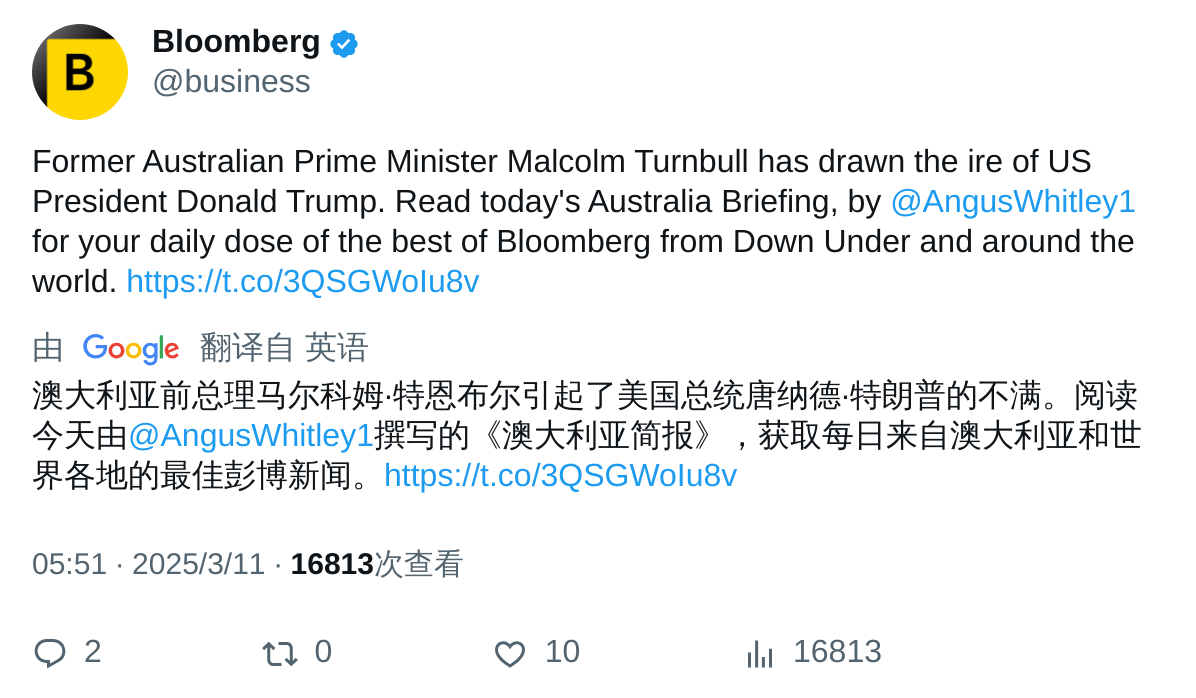 B
Bloomberg
@business
Former Australian Prime Minister Malcolm Turnbull has drawn the ire of US
President Donald Trump. Read today's Australia Briefing, by @AngusWhitley1
for your daily dose of the best of Bloomberg from Down Under and around the
world. https://t.co/3QSGWoIu8v
由 Google 翻译自 英语
澳大利亚前总理马尔科姆·特恩布尔引起了美国总统唐纳德·特朗普的不满。阅读
今天由@AngusWhitley1撰写的《澳大利亚简报》，获取每日来自澳大利亚和世
界各地的最佳彭博新闻。https://t.co/3QSGWoIu8v
05:51 · 2025/3/11 · 16813次查看
2 0 10 16813